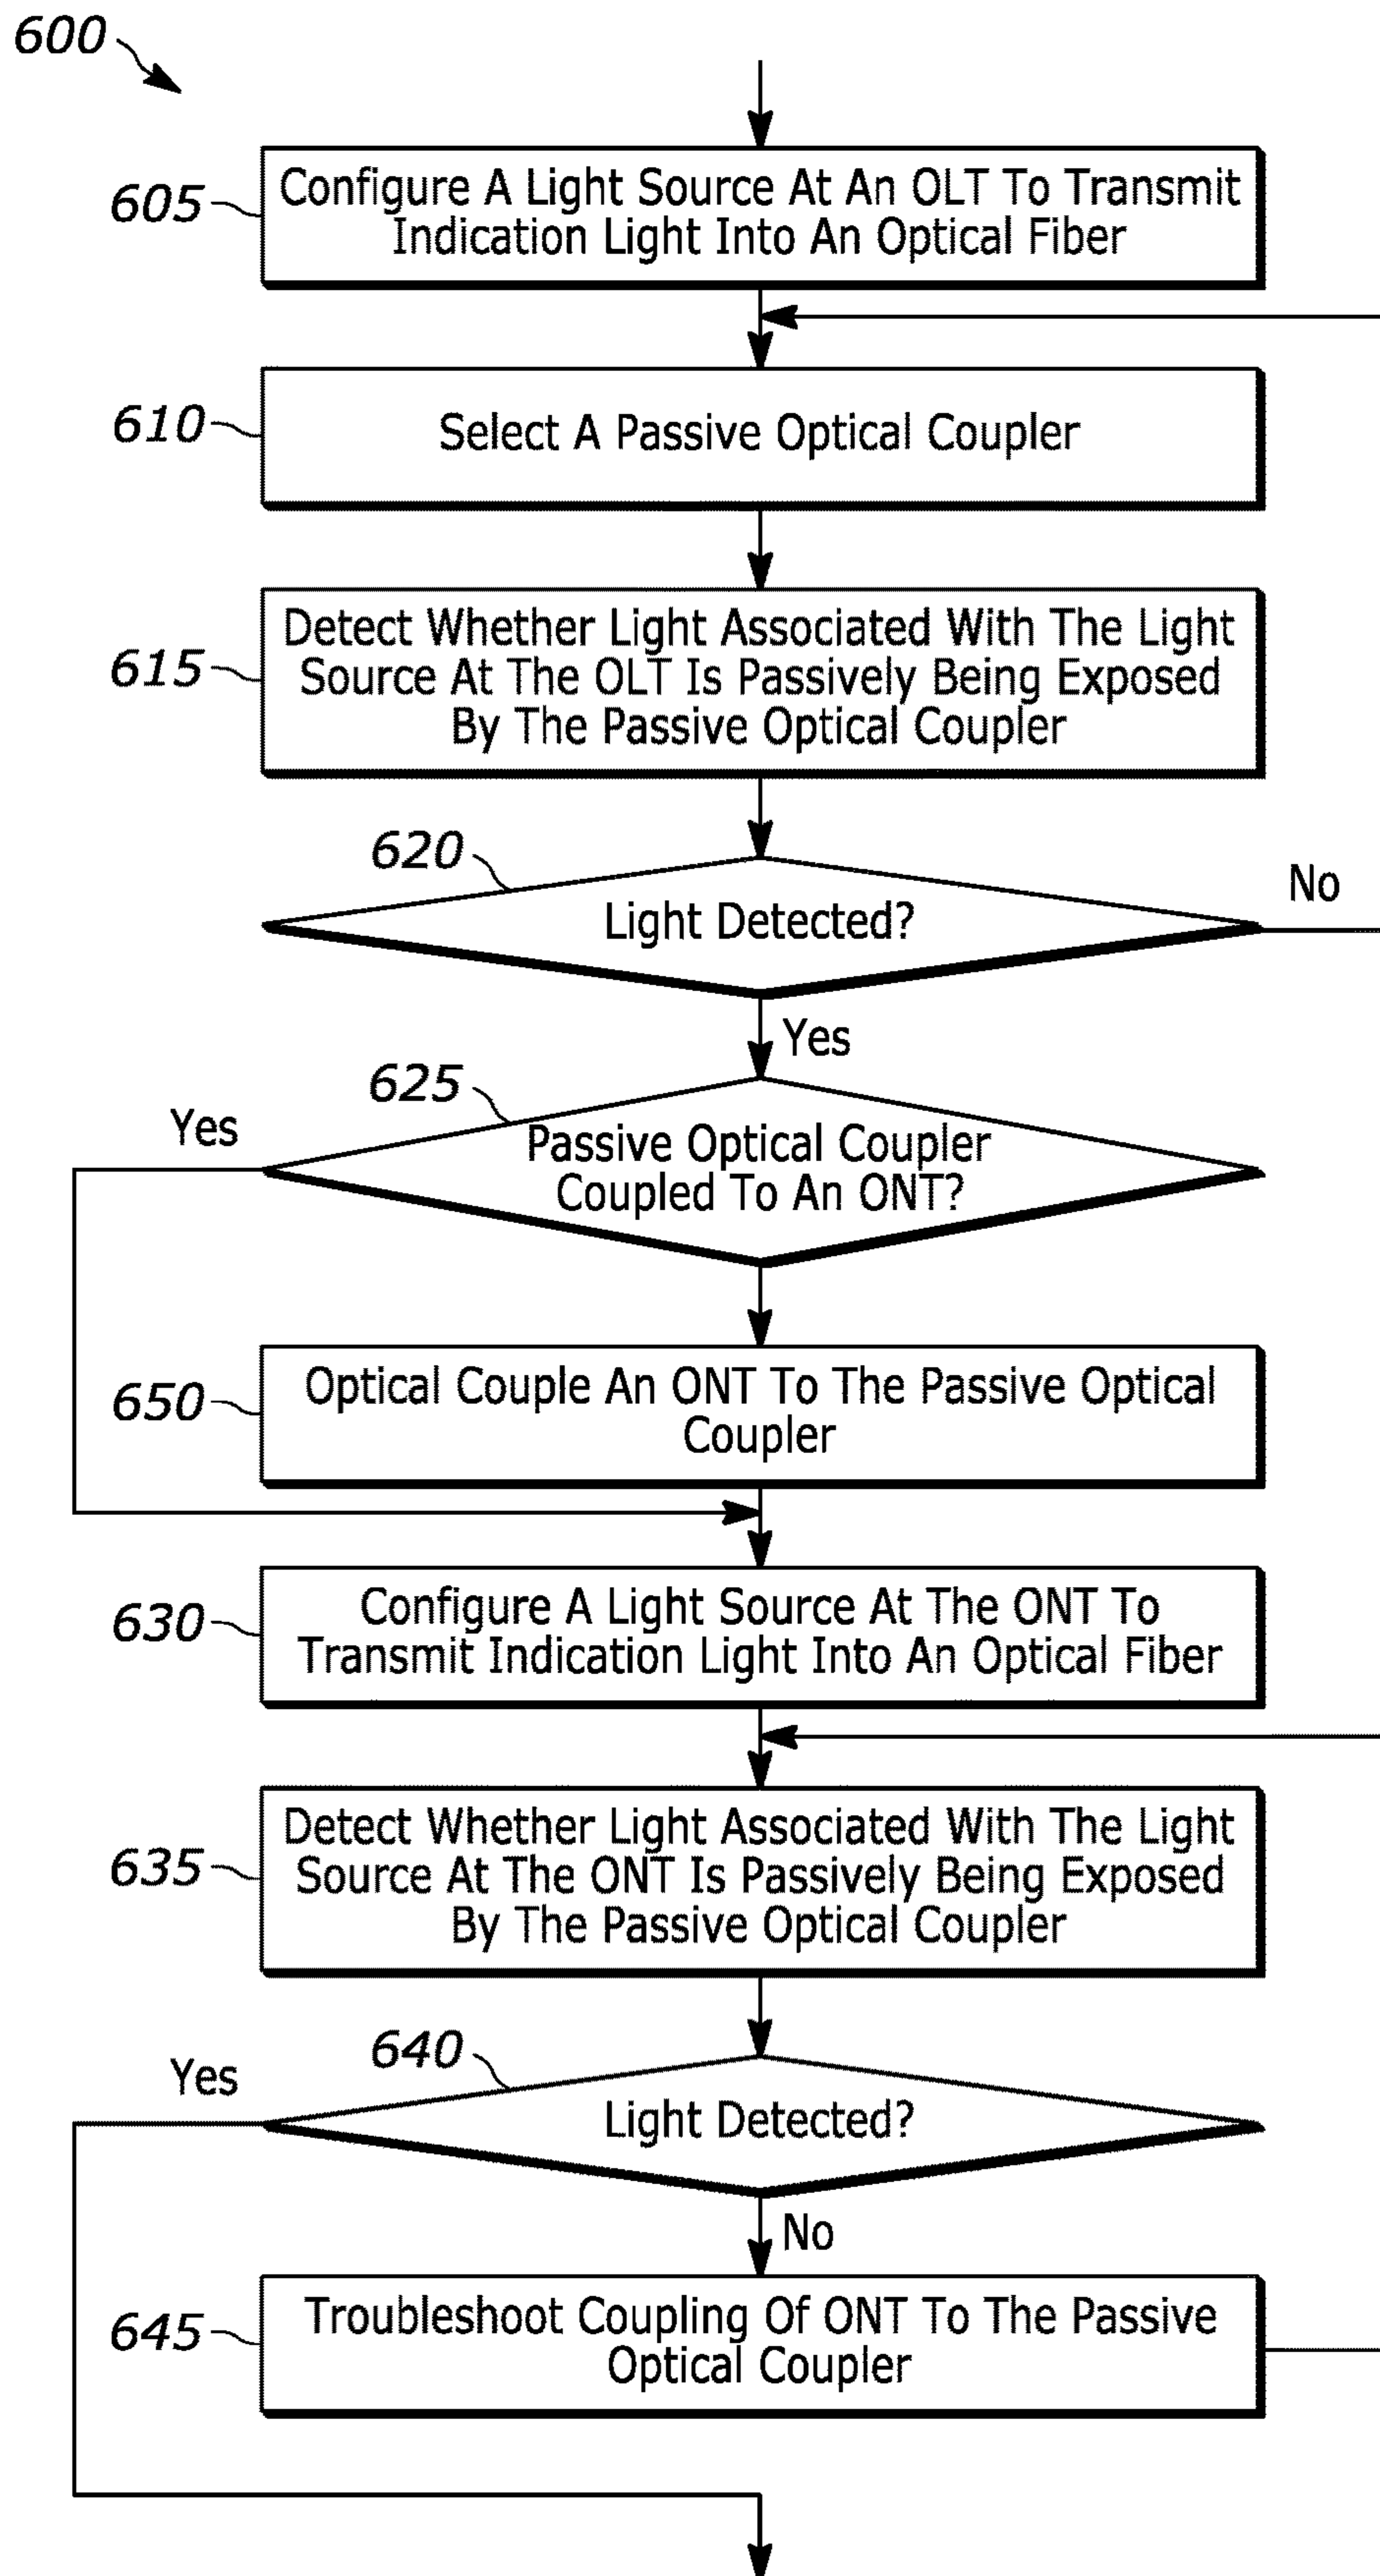 600
605
Configure A Light Source At An OLT To Transmit
Indication Light Into An Optical Fiber
610
Select A Passive Optical Coupler
615
Detect Whether Light Associated With The Light
Source At The OLT Is Passively Being Exposed
By The Passive Optical Coupler
620
Light Detected?
No
Yes
625
Yes
Passive Optical Coupler
Coupled To An ONT?
650
Optical Couple An ONT To The Passive Optical
Coupler
630
Configure A Light Source At The ONT To
Transmit Indication Light Into An Optical Fiber
635
Detect Whether Light Associated With The Light
Source At The ONT Is Passively Being Exposed
By The Passive Optical Coupler
640
Yes
Light Detected?
No
645
Troubleshoot Coupling Of ONT To The Passive
Optical Coupler